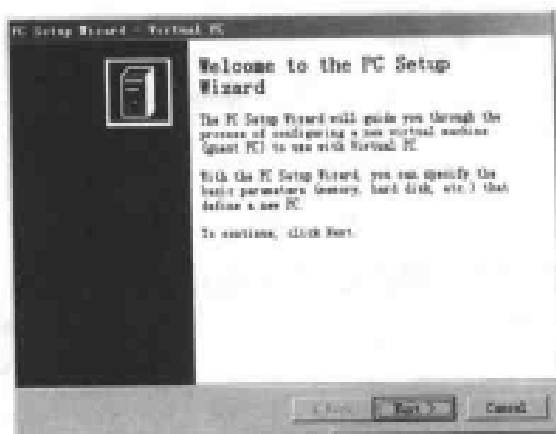 PC Setup Wizard - Virtual PC
Welcome to the PC Setup
Wizard
The PC Setup Wizard will guide you through the
process of configuring a new virtual machine
(guest PC) to use with Virtual PC.
With the PC Setup Wizard, you can specify the
basic parameters (memory, hard disk, etc.) that
define a new PC.
To continue, click Next.
< Back
Next >
Cancel